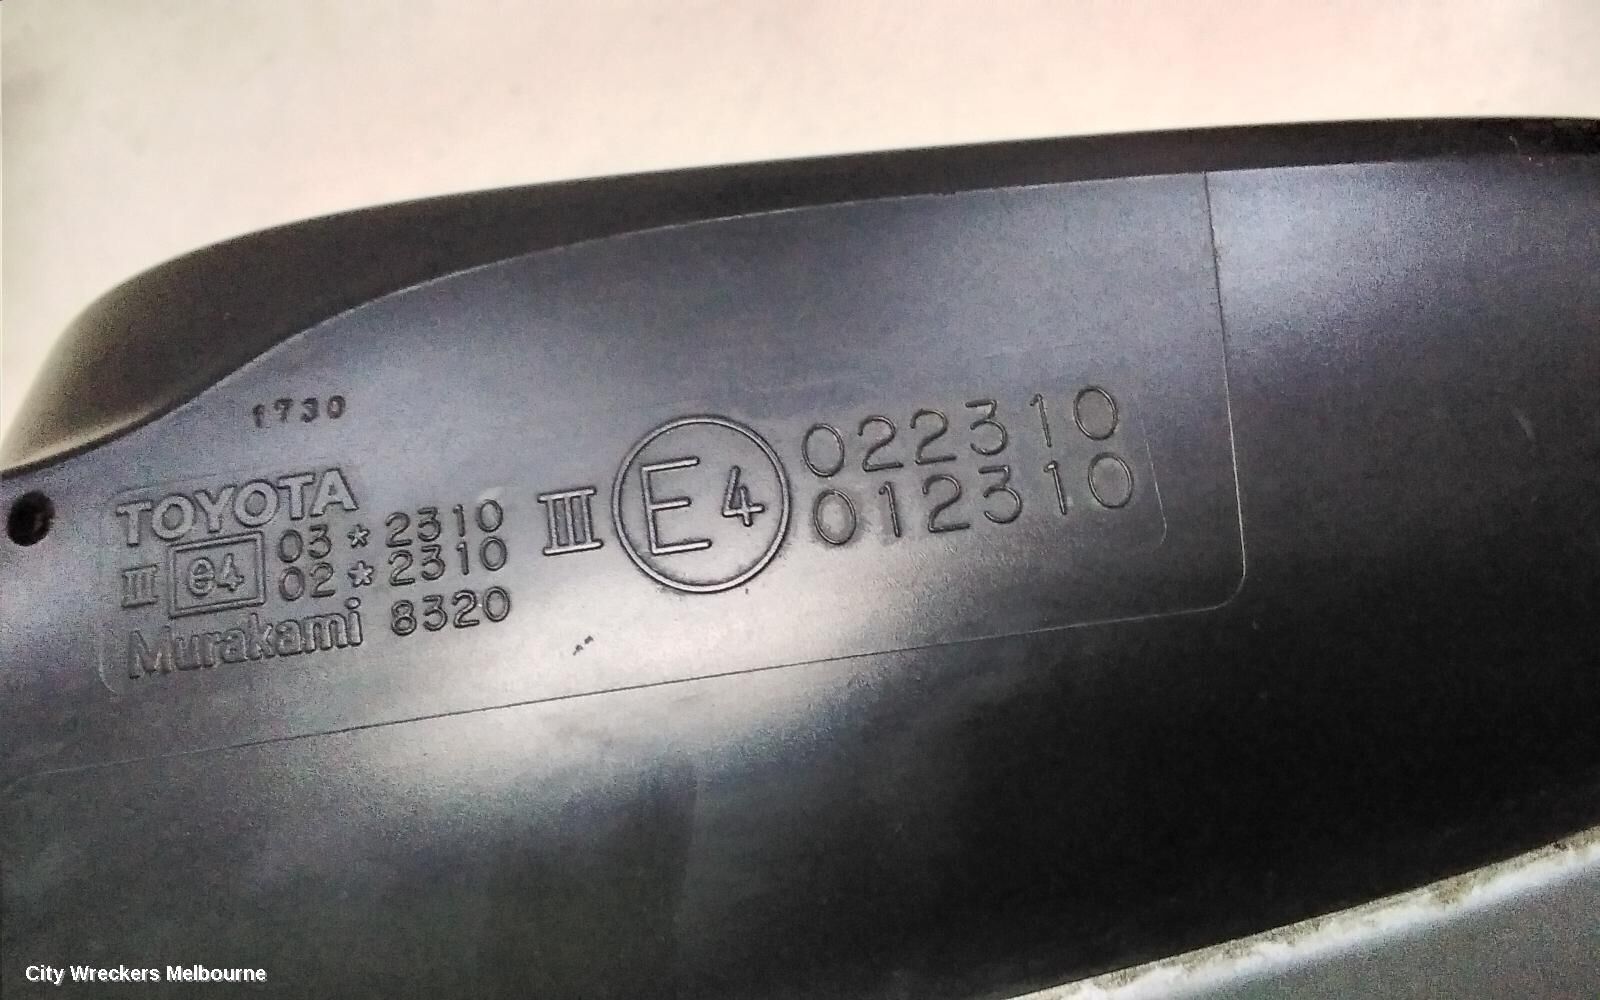 1730
TOYOTA
III e4 03*2310
02*2310
Murakami 8320
III E4 022310
012310
City Wreckers Melbourne